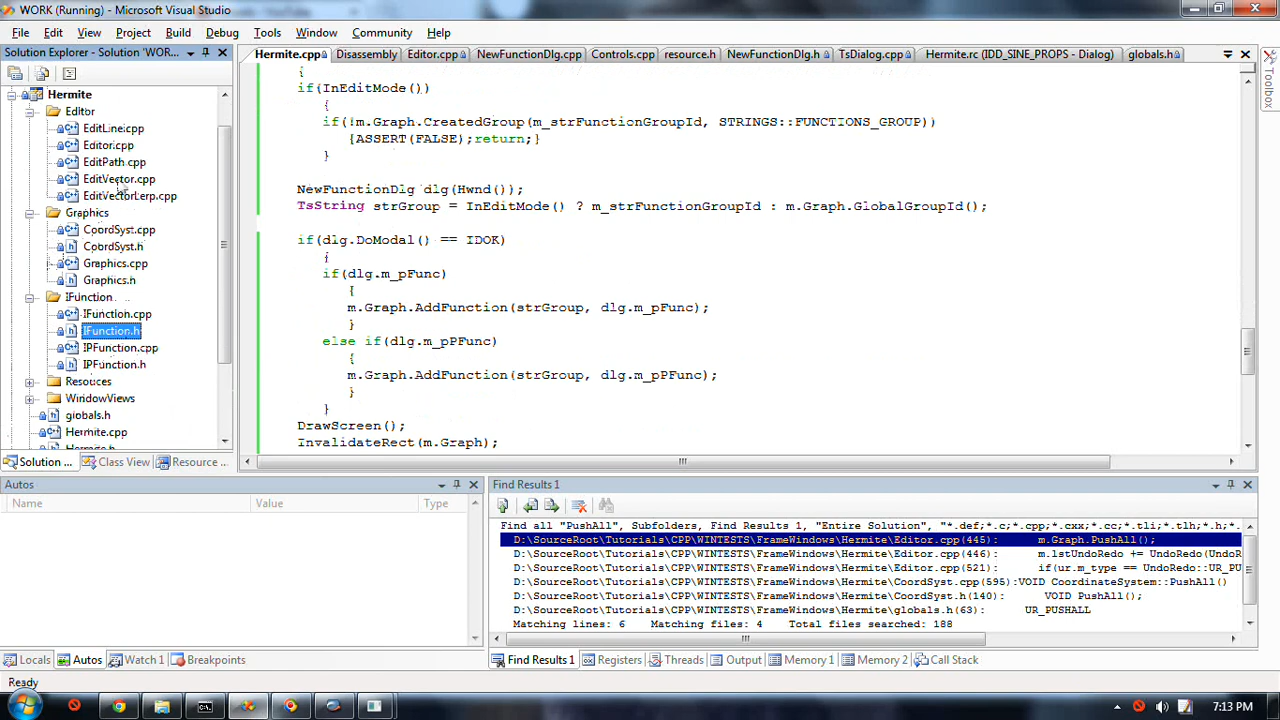 WORK (Running) - Microsoft Visual Studio
File Edit View Project Build Debug Tools Window Community Help
Solution Explorer - Solution 'WOR...
Hermite.cpp Disassembly Editor.cpp NewFunctionDlg.cpp Controls.cpp resource.h NewFunctionDlg.h TsDialog.cpp Hermite.rc (IDD_SINE_PROPS - Dialog) globals.h
Toolbox
Hermite
Editor
EditLine.cpp
Editor.cpp
EditPath.cpp
EditVector.cpp
EditVectorLerp.cpp
Graphics
CoordSyst.cpp
CoordSyst.h
Graphics.cpp
Graphics.h
IFunction
IFunction.cpp
IFunction.h
IPFunction.cpp
IPFunction.h
Resouces
WindowViews
globals.h
Hermite.cpp
Hermite.h
Solution ... Class View Resource ...
{
if(InEditMode())
{
if(!m.Graph.CreatedGroup(m_strFunctionGroupId, STRINGS::FUNCTIONS_GROUP))
{ASSERT(FALSE);return;}
}
NewFunctionDlg dlg(Hwnd());
TsString strGroup = InEditMode() ? m_strFunctionGroupId : m.Graph.GlobalGroupId();
if(dlg.DoModal() == IDOK)
{
if(dlg.m_pFunc)
{
m.Graph.AddFunction(strGroup, dlg.m_pFunc);
}
else if(dlg.m_pPFunc)
{
m.Graph.AddFunction(strGroup, dlg.m_pPFunc);
}
}
DrawScreen();
InvalidateRect(m.Graph);
Autos
Name Value Type
Locals Autos Watch 1 Breakpoints
Find Results 1
Find all "PushAll", Subfolders, Find Results 1, "Entire Solution", "*.def;*.c;*.cpp;*.cxx;*.cc;*.tli;*.tlh;*.h;*.
D:\SourceRoot\Tutorials\CPP\WINTESTS\FrameWindows\Hermite\Editor.cpp(445): m.Graph.PushAll();
D:\SourceRoot\Tutorials\CPP\WINTESTS\FrameWindows\Hermite\Editor.cpp(446): m.lstUndoRedo += UndoRedo(UndoR
D:\SourceRoot\Tutorials\CPP\WINTESTS\FrameWindows\Hermite\Editor.cpp(521): if(ur.m_type == UndoRedo::UR_PU
D:\SourceRoot\Tutorials\CPP\WINTESTS\FrameWindows\Hermite\CoordSyst.cpp(595):VOID CoordinateSystem::PushAll()
D:\SourceRoot\Tutorials\CPP\WINTESTS\FrameWindows\Hermite\CoordSyst.h(140): VOID PushAll();
D:\SourceRoot\Tutorials\CPP\WINTESTS\FrameWindows\Hermite\globals.h(63): UR_PUSHALL
Matching lines: 6 Matching files: 4 Total files searched: 188
Find Results 1 Registers Threads Output Memory 1 Memory 2 Call Stack
Ready
7:13 PM